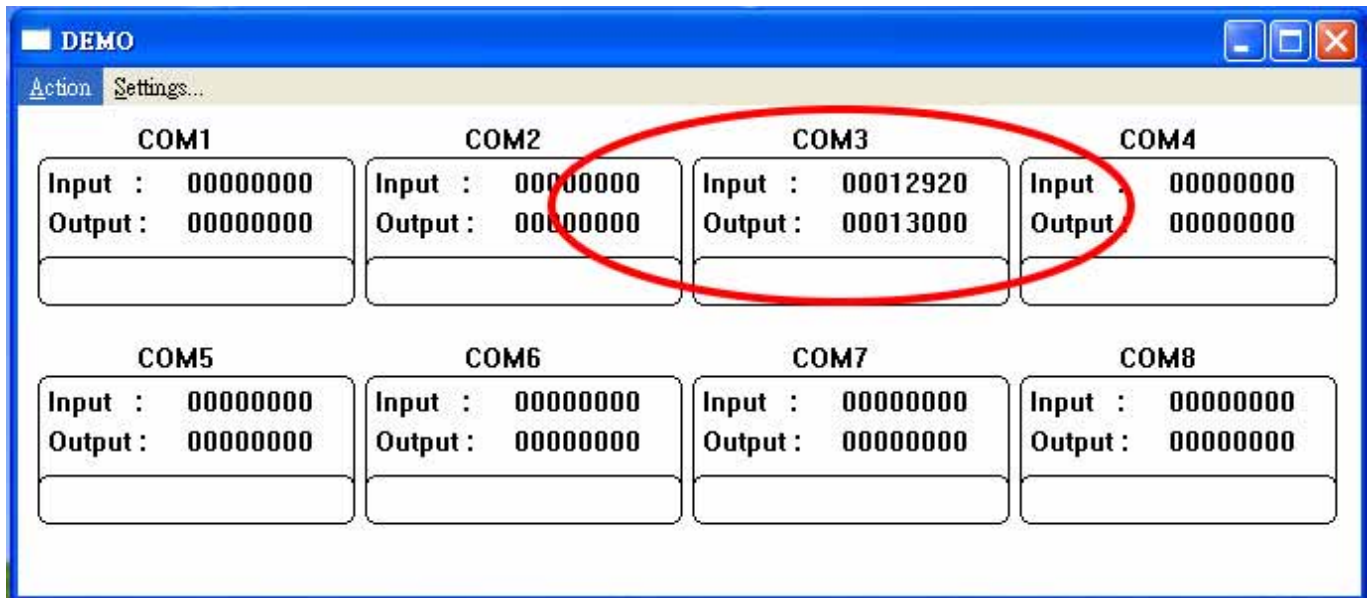 DEMO
Action Settings...
COM1 COM2 COM3 COM4
Input : 00000000 Input : 00000000 Input : 00012920 Input : 00000000
Output : 00000000 Output : 00000000 Output : 00013000 Output : 00000000
COM5 COM6 COM7 COM8
Input : 00000000 Input : 00000000 Input : 00000000 Input : 00000000
Output : 00000000 Output : 00000000 Output : 00000000 Output : 00000000